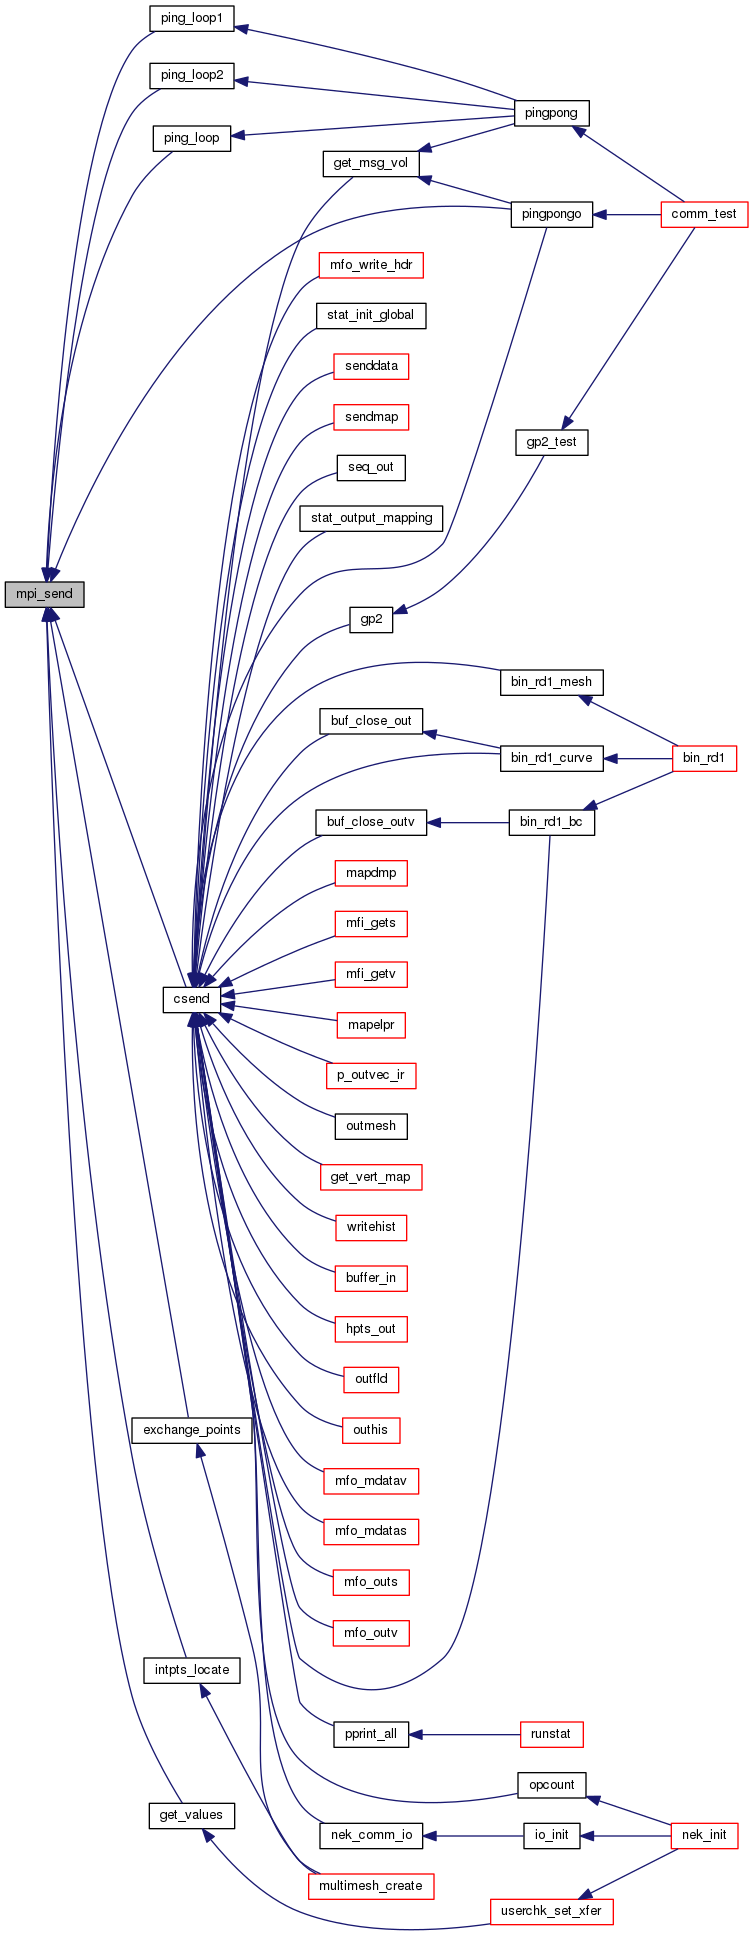 ping_loop1
ping_loop2
pingpong
ping_loop
get_msg_vol
pingpongo
comm_test
mfo_write_hdr
stat_init_global
senddata
sendmap
gp2_test
seq_out
stat_output_mapping
mpi_send
gp2
bin_rd1_mesh
buf_close_out
bin_rd1_curve
bin_rd1
buf_close_outv
bin_rd1_bc
mapdmp
mfi_gets
mfi_getv
csend
mapelpr
p_outvec_ir
outmesh
get_vert_map
writehist
buffer_in
hpts_out
outfld
outhis
exchange_points
mfo_mdatav
mfo_mdatas
mfo_outs
mfo_outv
intpts_locate
pprint_all
runstat
opcount
get_values
nek_comm_io
io_init
nek_init
multimesh_create
userchk_set_xfer